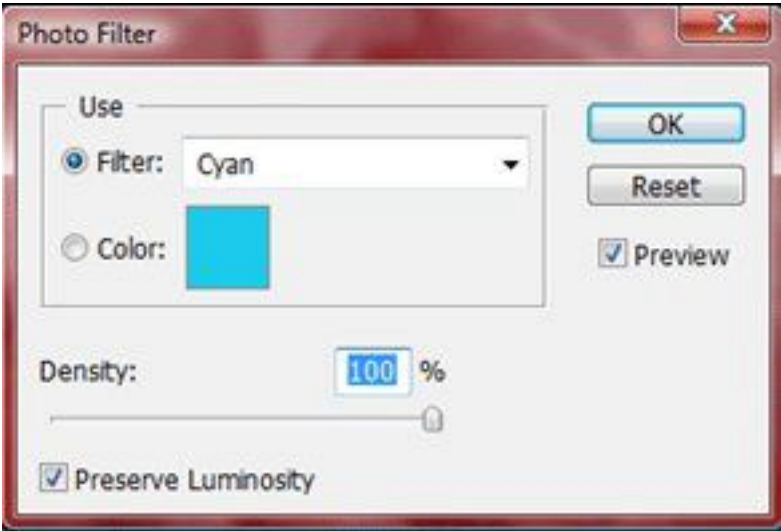 Photo Filter
Use
Filter: Cyan
OK
Reset
Color:
Preview
Density: 100 %
Preserve Luminosity